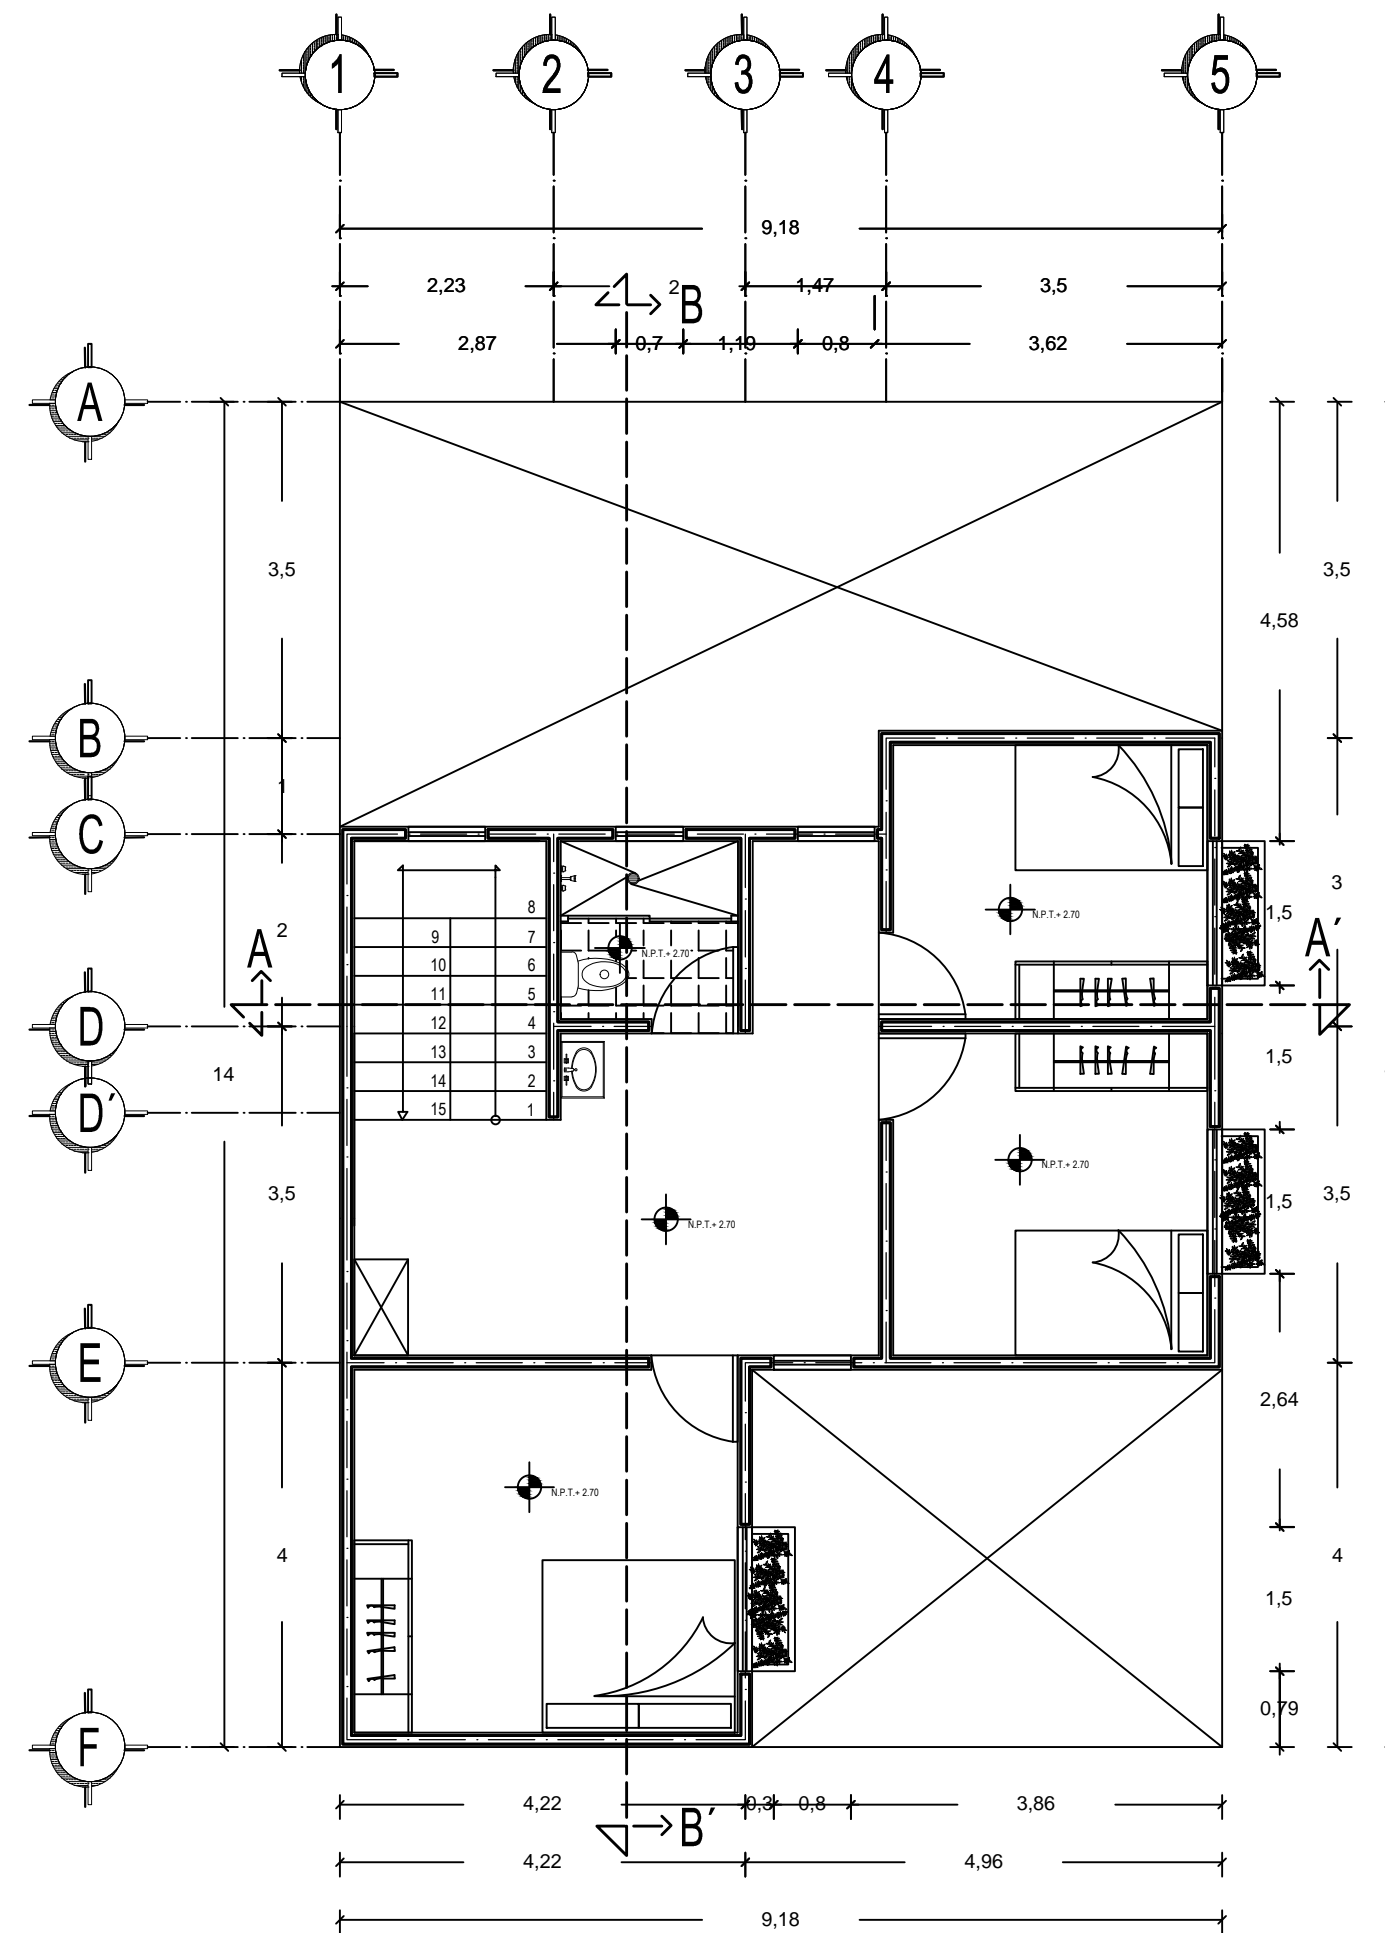 1 2 3 4 5
9,18
2,23 2 1,47 3,5
B
2,87 0,7 1,19 0,8 3,62
A
3,5 3,5
4,58
B
1
C
8
3
9 7 1,5
2
A A´
N.P.T.+ 2.70
N.P.T.+ 2.70
10 6
11 5
12 4
D
13 3 1,5
14
14 2
15 1
D´
N.P.T.+ 2.70
3,5 1,5 3,5
N.P.T.+ 2.70
E
2,64
N.P.T.+ 2.70
4 4
1,5
0,79
F
4,22 0,3 0,8 3,86
B´
4,22 4,96
9,18